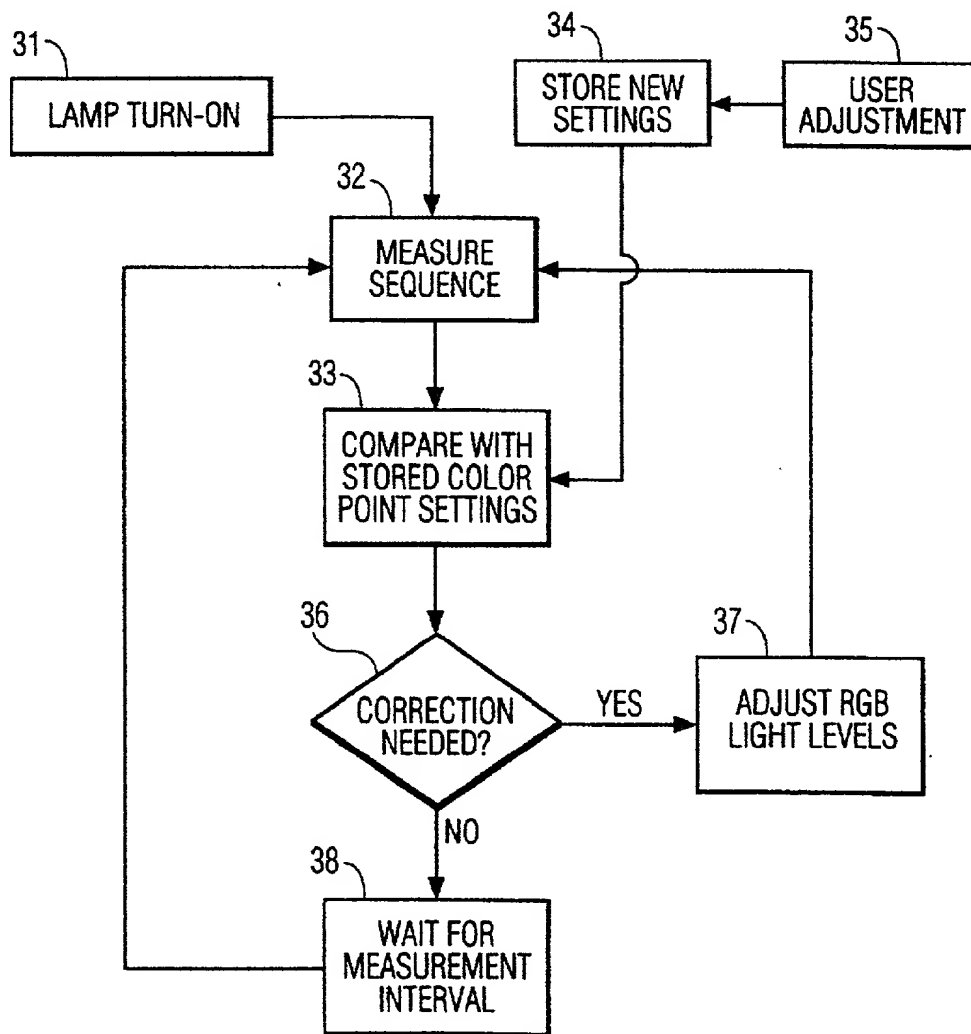 31
LAMP TURN-ON
34
STORE NEW
SETTINGS
35
USER
ADJUSTMENT
32
MEASURE
SEQUENCE
33
COMPARE WITH
STORED COLOR
POINT SETTINGS
36
CORRECTION
NEEDED?
YES
37
ADJUST RGB
LIGHT LEVELS
NO
38
WAIT FOR
MEASUREMENT
INTERVAL